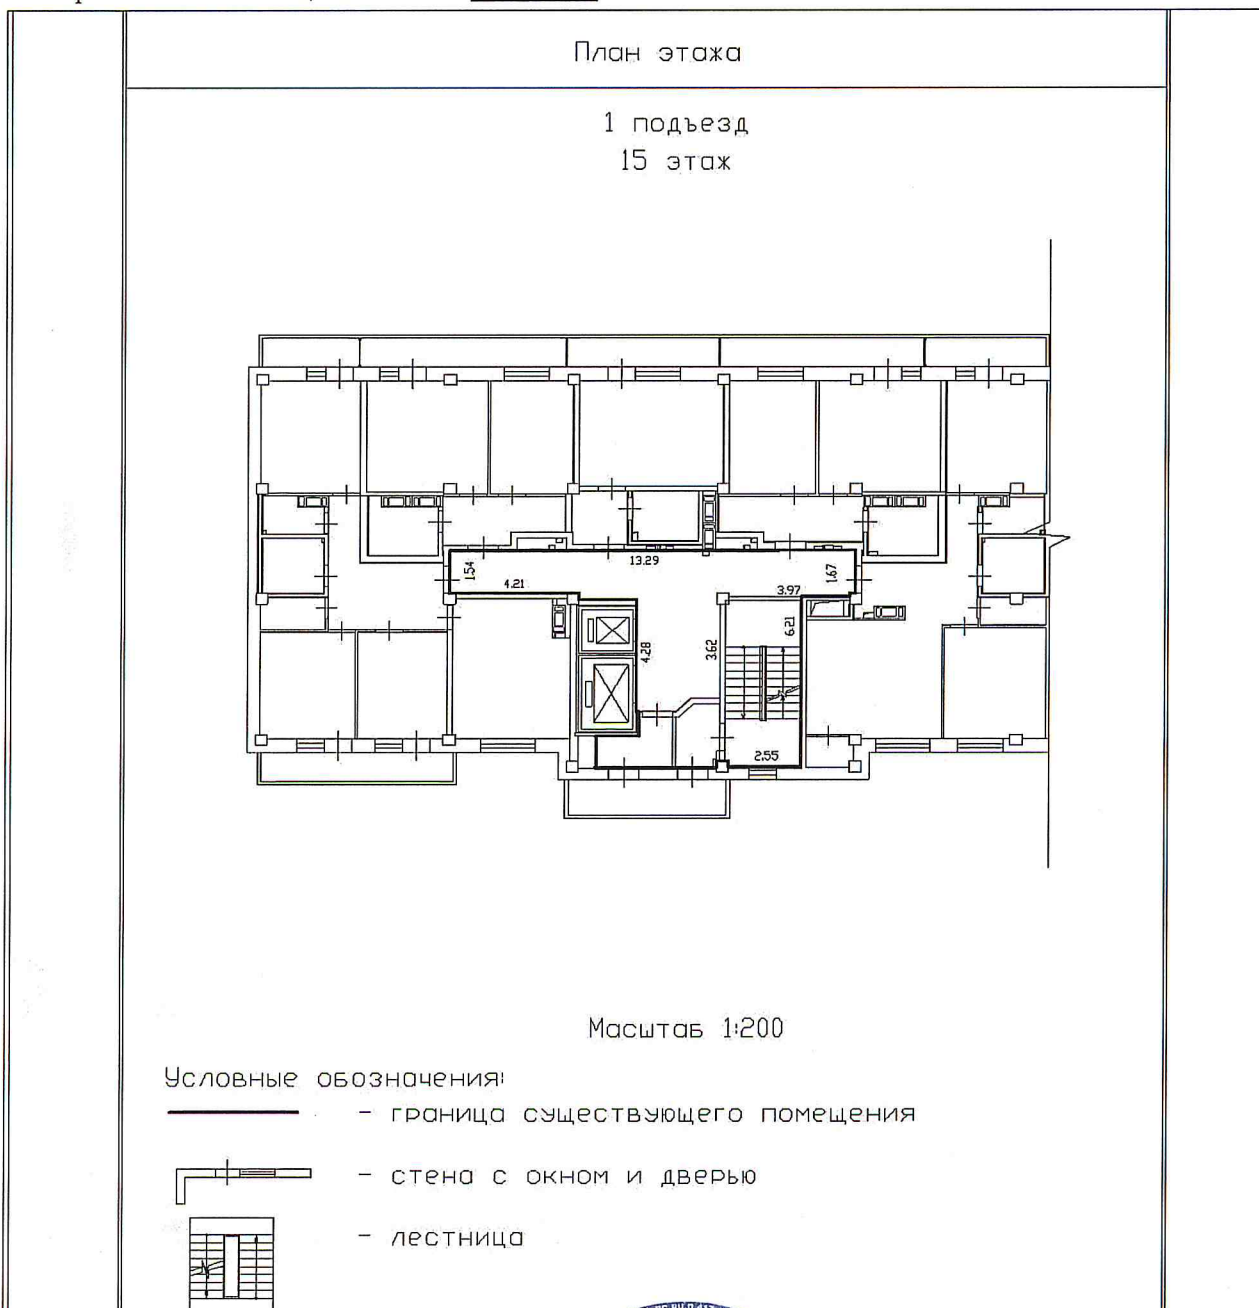 План этажа
1 подъезд
15 этаж
13.29
1.54
4.21
1.67
3.97
6.21
4.28
3.62
2.55
Масштаб 1:200
Условные обозначения:
- граница существующего помещения
- стена с окном и дверью
- лестница